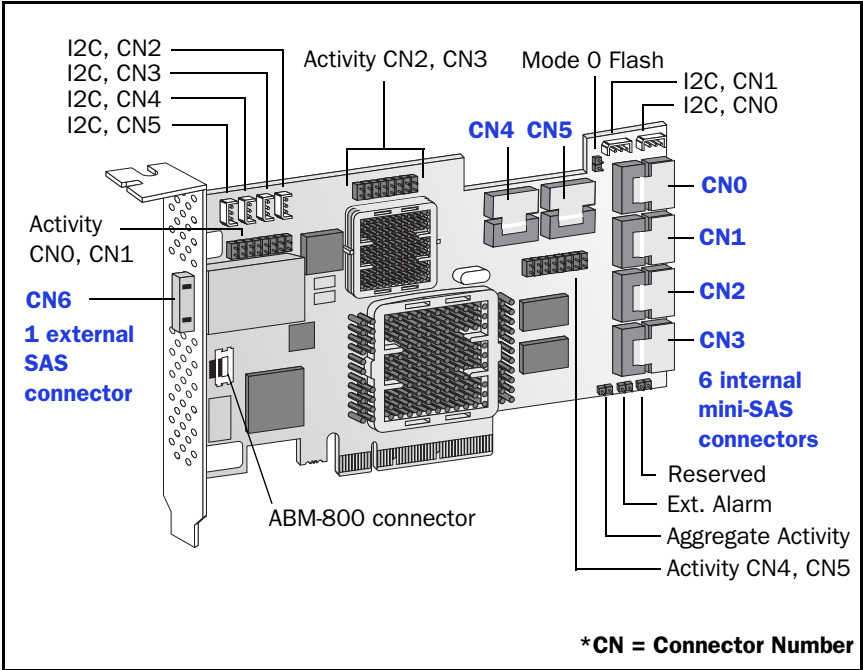 I2C, CN2
I2C, CN3
I2C, CN4
I2C, CN5
Activity CN2, CN3
Mode 0 Flash
I2C, CN1
I2C, CN0
CN4
CN5
CN0
CN1
CN2
CN3
Activity
CN0, CN1
CN6
1 external
SAS
connector
6 internal
mini-SAS
connectors
ABM-800 connector
Reserved
Ext. Alarm
Aggregate Activity
Activity CN4, CN5
*CN = Connector Number